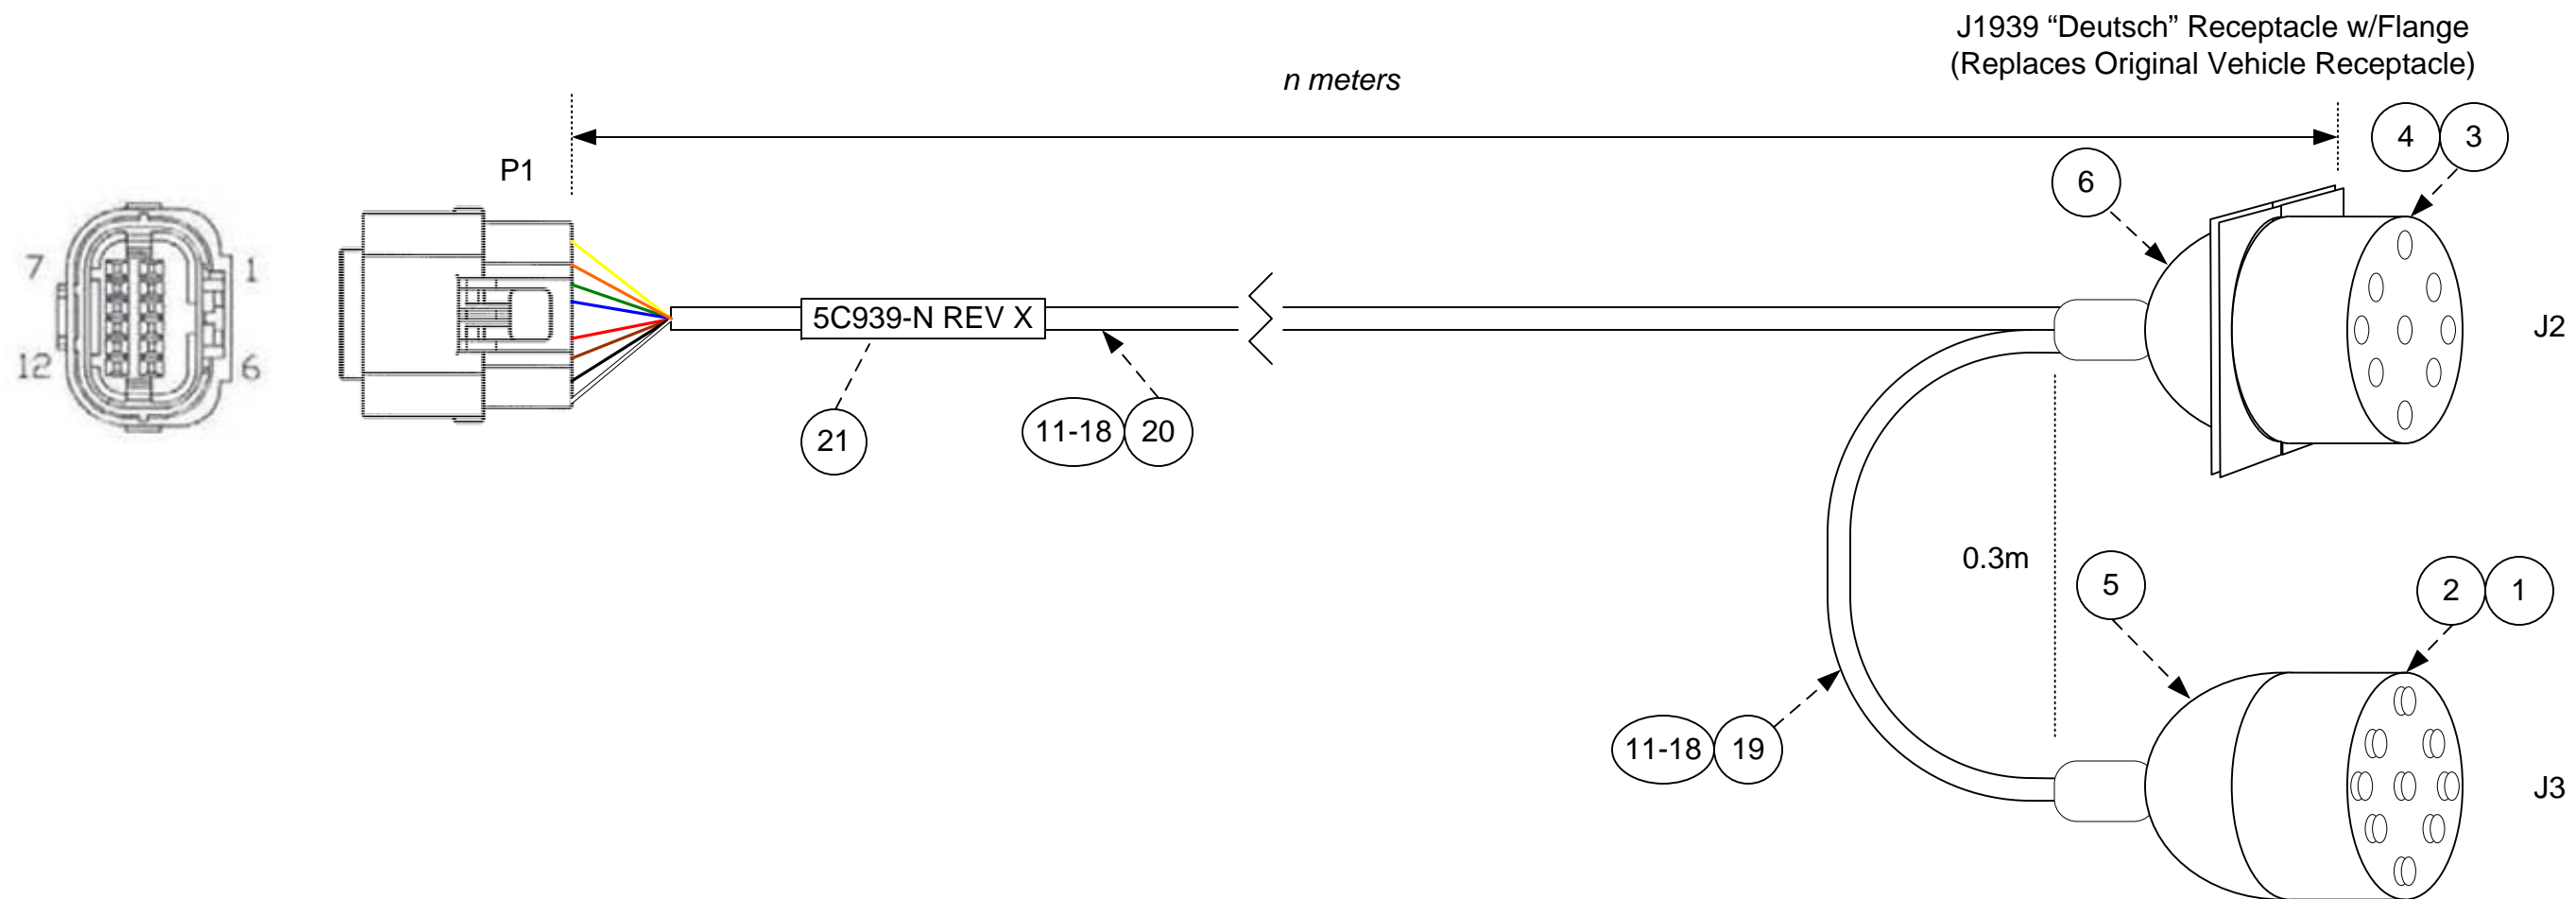 J1939 “Deutsch” Receptacle w/Flange
(Replaces Original Vehicle Receptacle)
n meters
4 3
P1
6
7 1
12 6
5C939-N REV X
J2
21
11-18 20
0.3m
5
2 1
11-18 19
J3